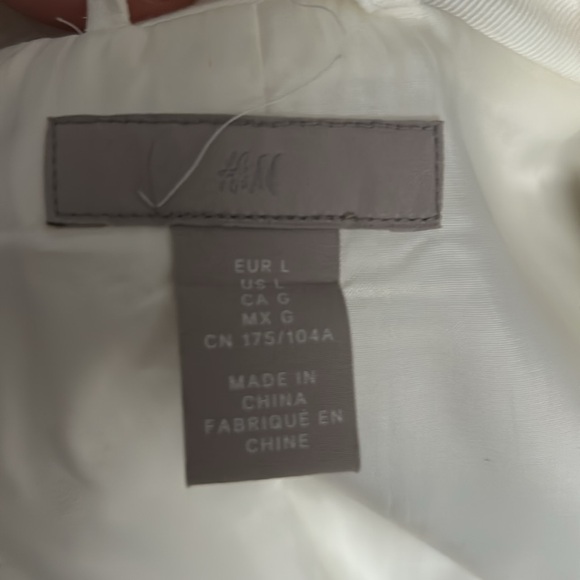 H&M
EUR L
US L
CA G
MX G
CN 175/104A
MADE IN
CHINA
FABRIQUÉ EN
CHINE